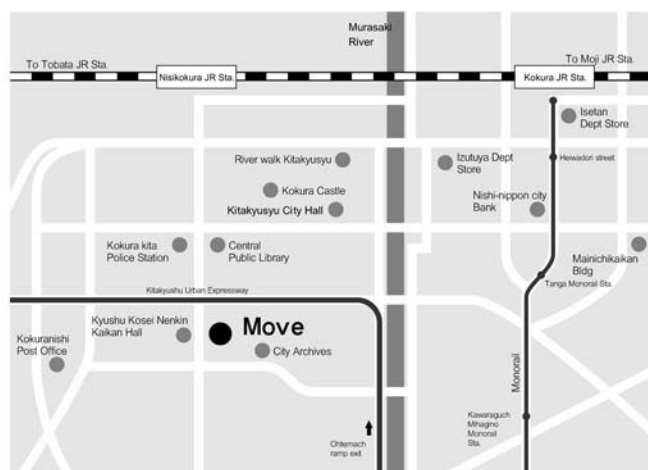 Murasaki
River
To Tobata JR Sta.
To Moji JR Sta.
Nisikokura JR Sta.
Kokura JR Sta.
Isetan
Dept Store
River walk Kitakyusyu
Izutuya Dept
Store
Heiwadori street
Kokura Castle
Kitakyusyu City Hall
Nishi-nippon city
Bank
Kokura kita
Police Station
Central
Public Library
Mainichikaikan
Bldg
Tanga Monorail Sta.
Kitakyushu Urban Expressway
Kyushu Kosei Nenkin
Kaikan Hall
Move
Kokuranishi
Post Office
City Archives
Monorail
Kawaraguch
Mihagno
Monorail
Sta.
Ohtemach
ramp exit